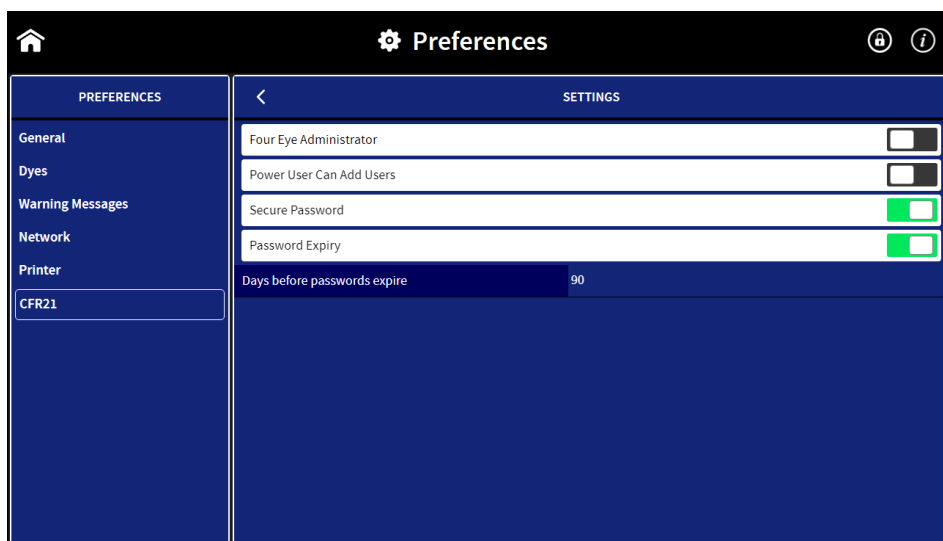 Preferences
PREFERENCES
General
Dyes
Warning Messages
Network
Printer
CFR21
SETTINGS
Four Eye Administrator
Power User Can Add Users
Secure Password
Password Expiry
Days before passwords expire 90